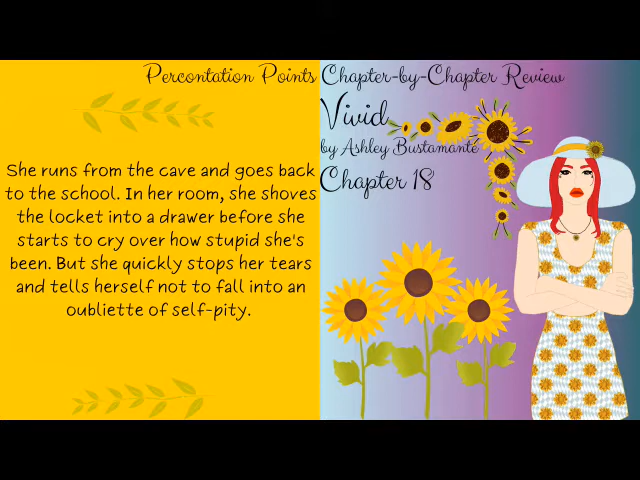 Percontation Points Chapter-by-Chapter Review
Vivid
by Ashley Bustamante
Chapter 18
She runs from the cave and goes back
to the school. In her room, she shoves
the locket into a drawer before she
starts to cry over how stupid she's
been. But she quickly stops her tears
and tells herself not to fall into an
oubliette of self-pity.